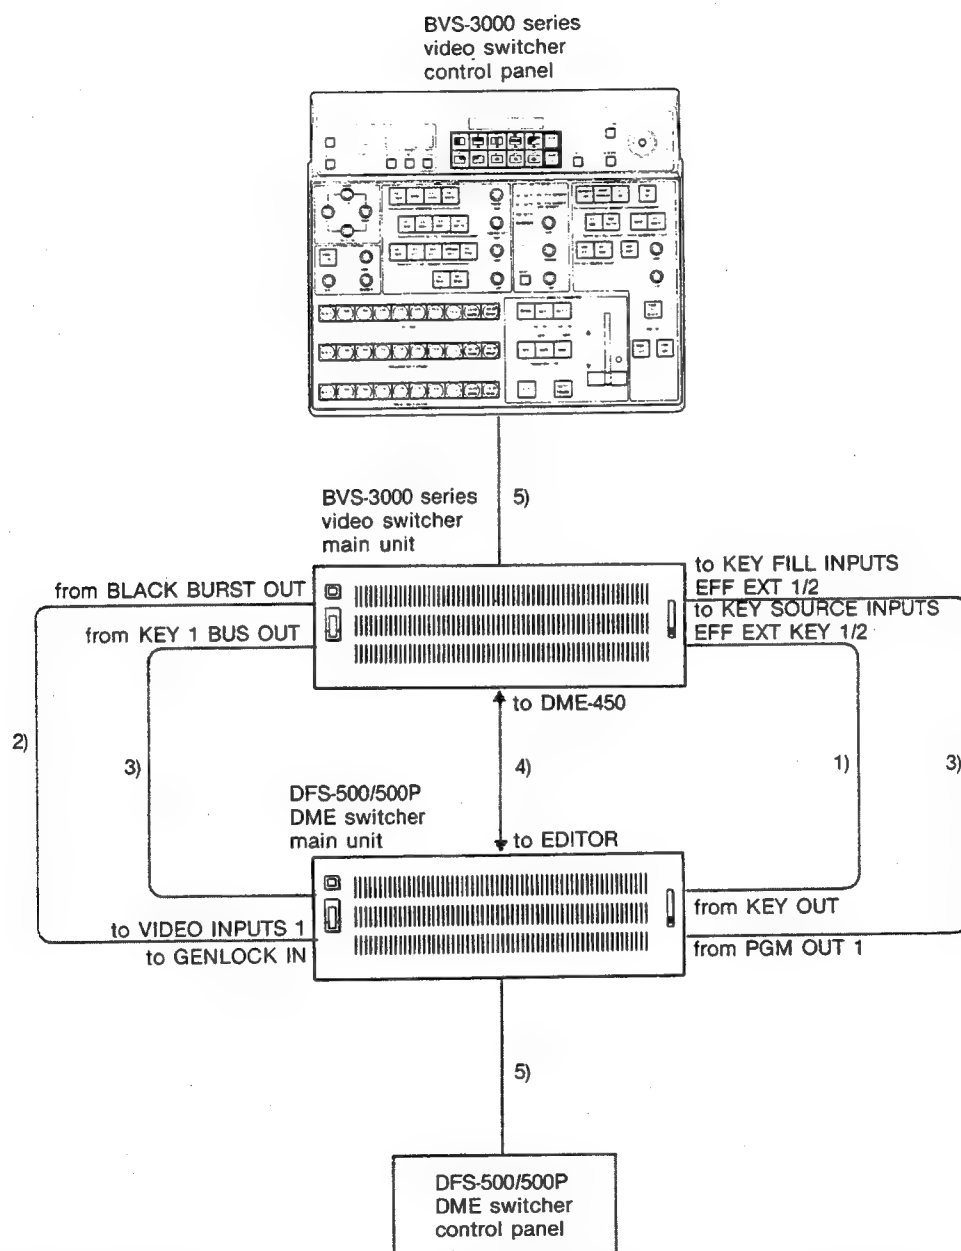 BVS-3000 series
video switcher
control panel
5)
BVS-3000 series
video switcher
main unit
from BLACK BURST OUT
from KEY 1 BUS OUT
to KEY FILL INPUTS
EFF EXT 1/2
to KEY SOURCE INPUTS
EFF EXT KEY 1/2
to DME-450
2)
3)
4)
1)
3)
DFS-500/500P
DME switcher
main unit
to EDITOR
to VIDEO INPUTS 1
to GENLOCK IN
from KEY OUT
from PGM OUT 1
5)
DFS-500/500P
DME switcher
control panel